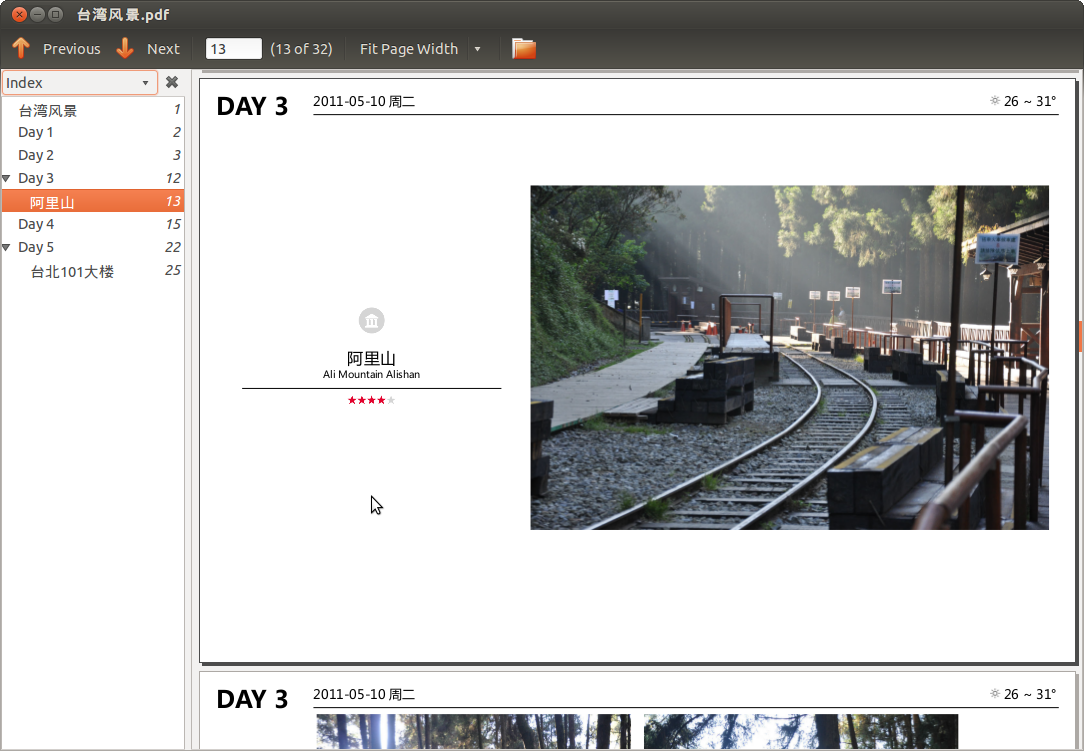 台湾风景.pdf
Previous Next 13 (13 of 32) Fit Page Width
Index
台湾风景 1
Day 1 2
Day 2 3
Day 3 12
阿里山 13
Day 4 15
Day 5 22
台北101大楼 25
DAY 3 2011-05-10 周二 26 ~ 31°
阿里山
Ali Mountain Alishan
DAY 3 2011-05-10 周二 26 ~ 31°